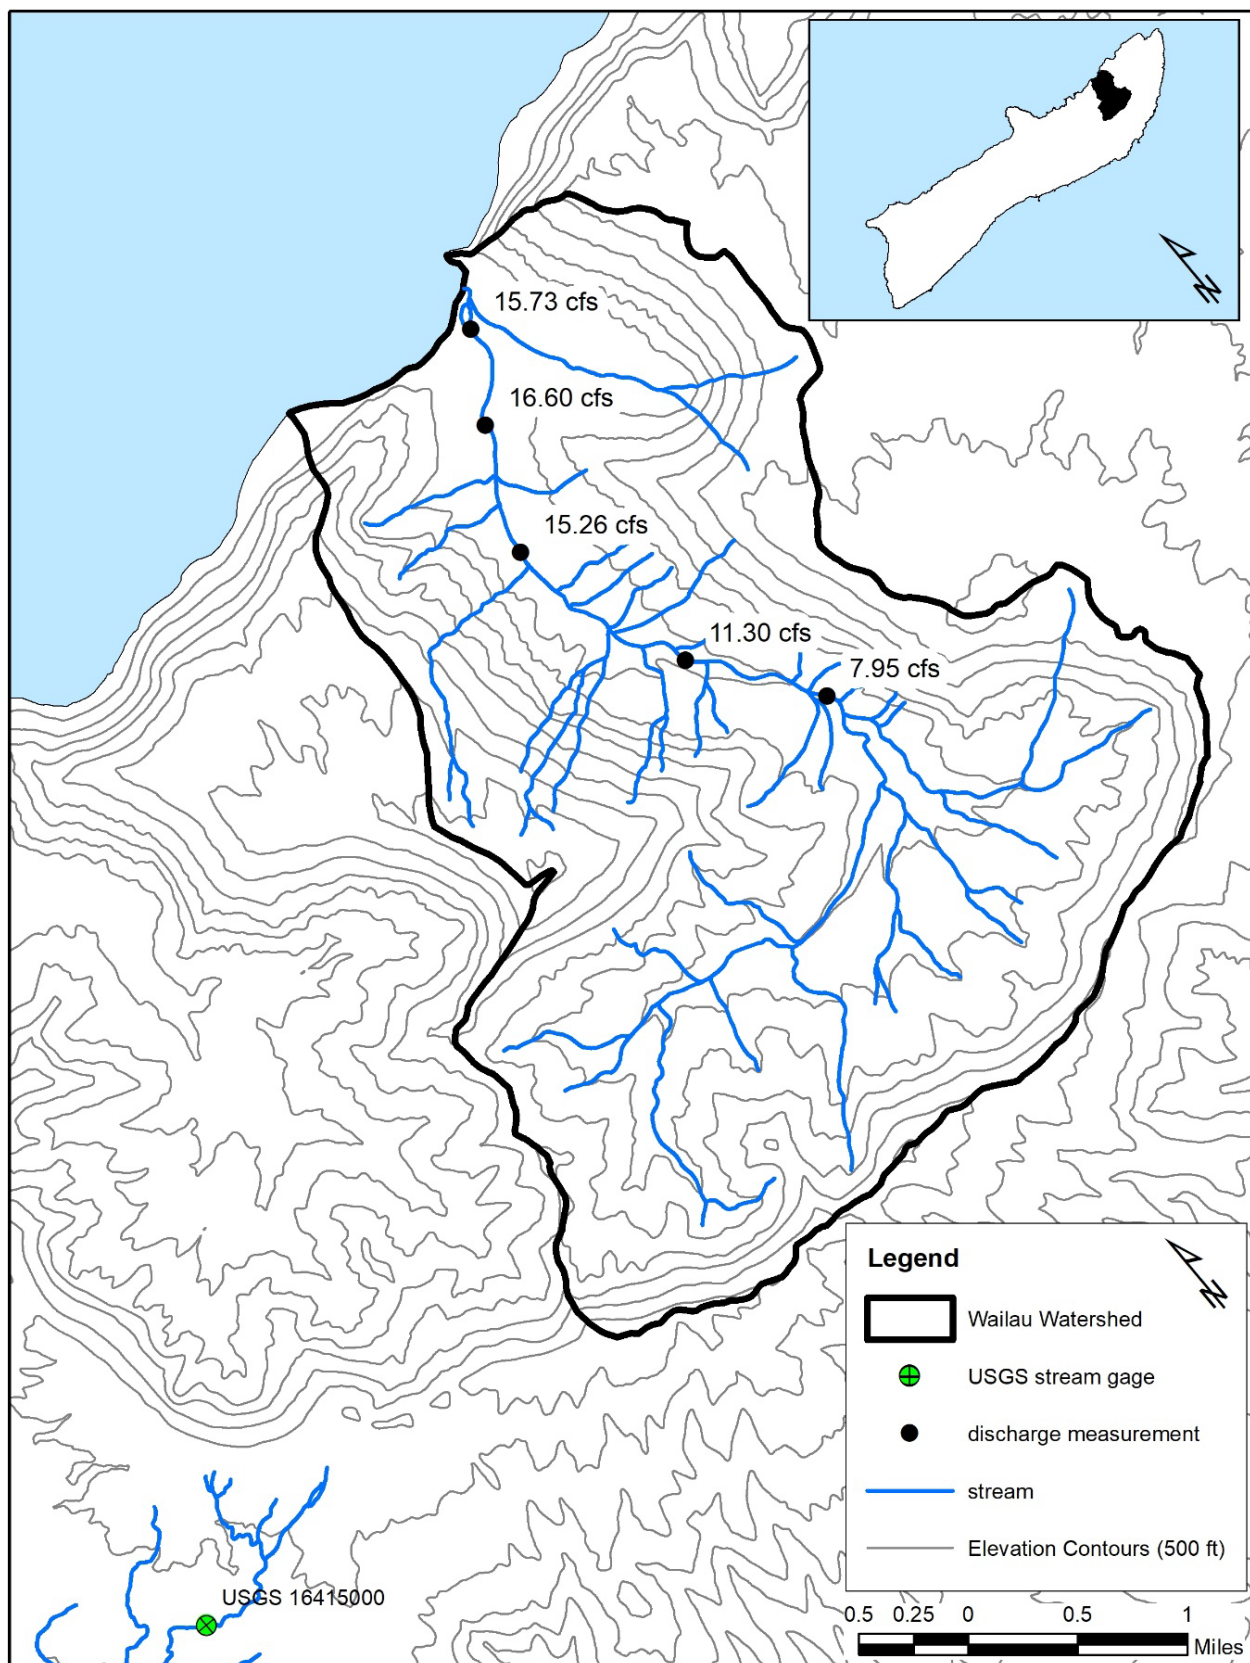 N
15.73 cfs
16.60 cfs
15.26 cfs
11.30 cfs
7.95 cfs
Legend
N
Wailau Watershed
USGS stream gage
discharge measurement
stream
Elevation Contours (500 ft)
USGS 16415000
0.5 0.25 0 0.5 1
Miles